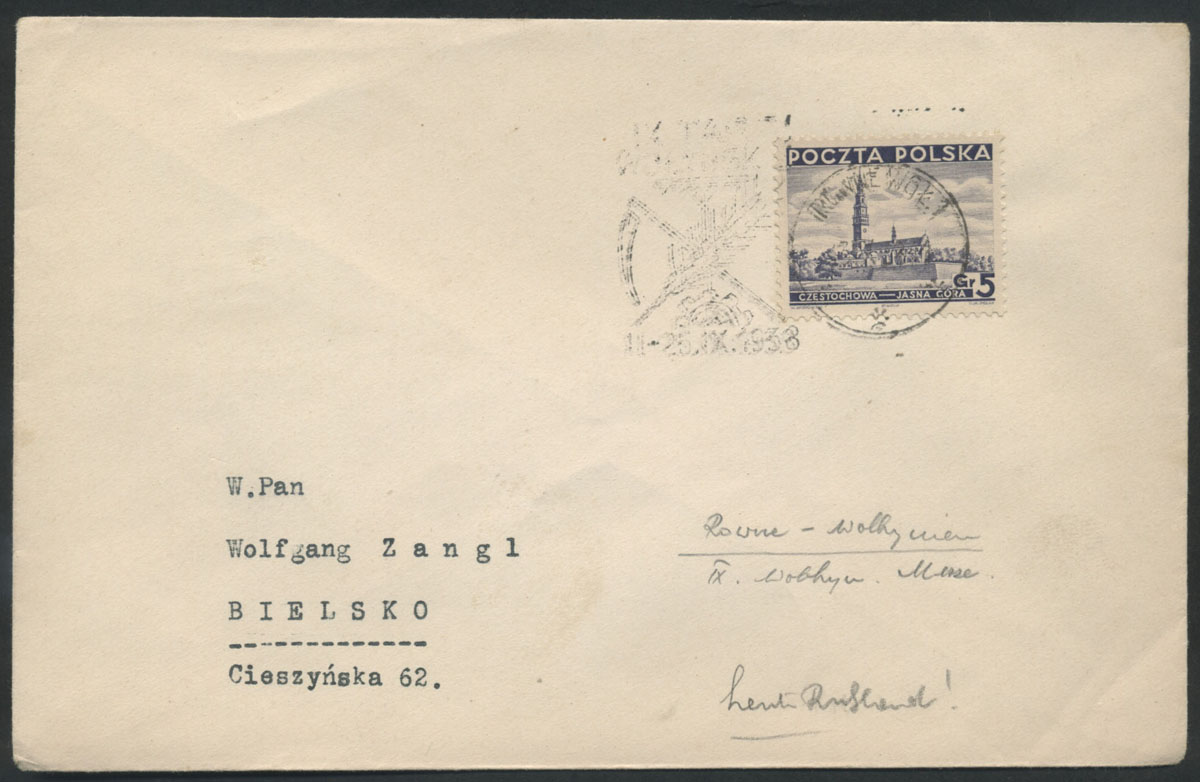 POCZTA POLSKA
CZĘSTOCHOWA — JASNA GÓRA
Gr 5
11-25.IX.1938
W.Pan
Wolfgang Zangl
BIELSKO
Cieszyńska 62.
Rowne - Wolhynien
IX. Wolhyn. Messe.
heute Rußland!